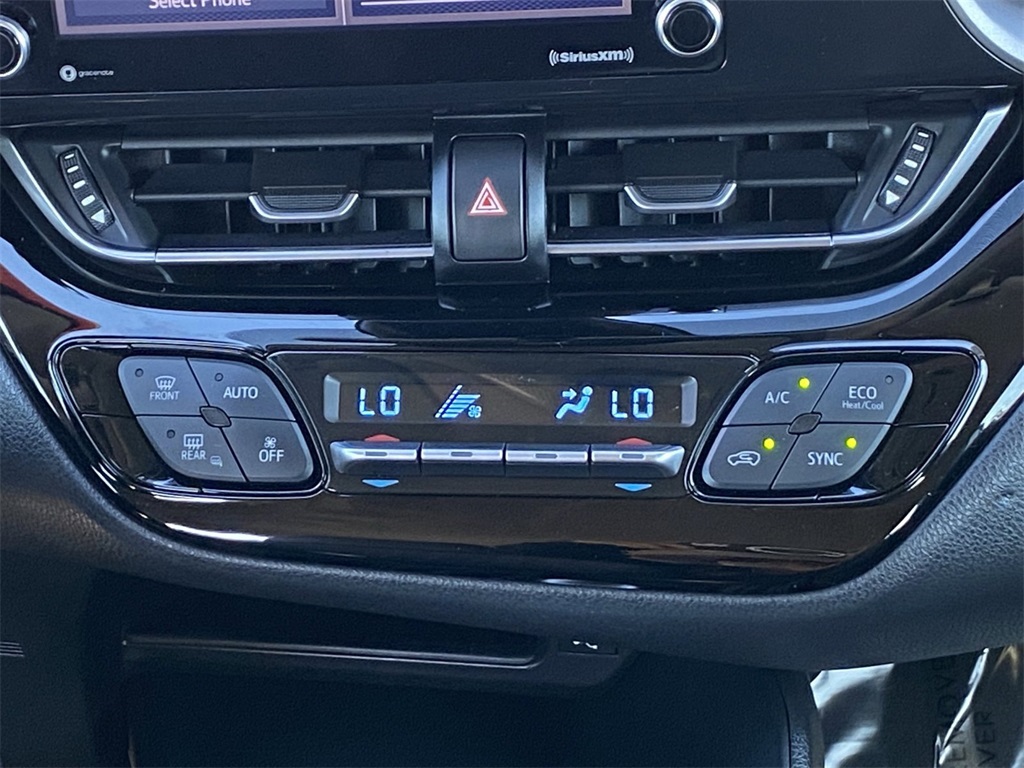 Select Phone
gracenote
SiriusXM
LO
LO
FRONT
AUTO
REAR
OFF
A/C
ECO
Heat/Cool
SYNC